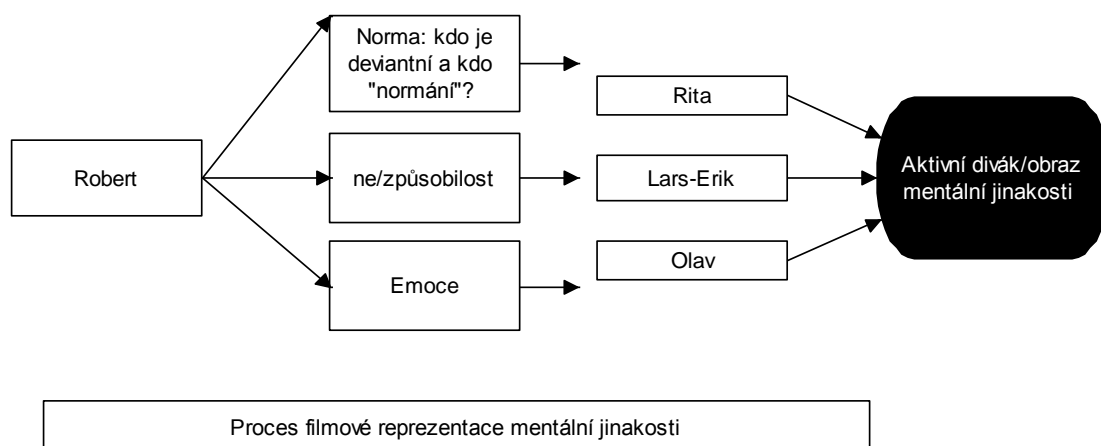 Robert
Norma: kdo je
deviantní a kdo
"normání"?
ne/způsobilost
Emoce
Rita
Lars-Erik
Olav
Aktivní divák/obraz
mentální jinakosti
Proces filmové reprezentace mentální jinakosti